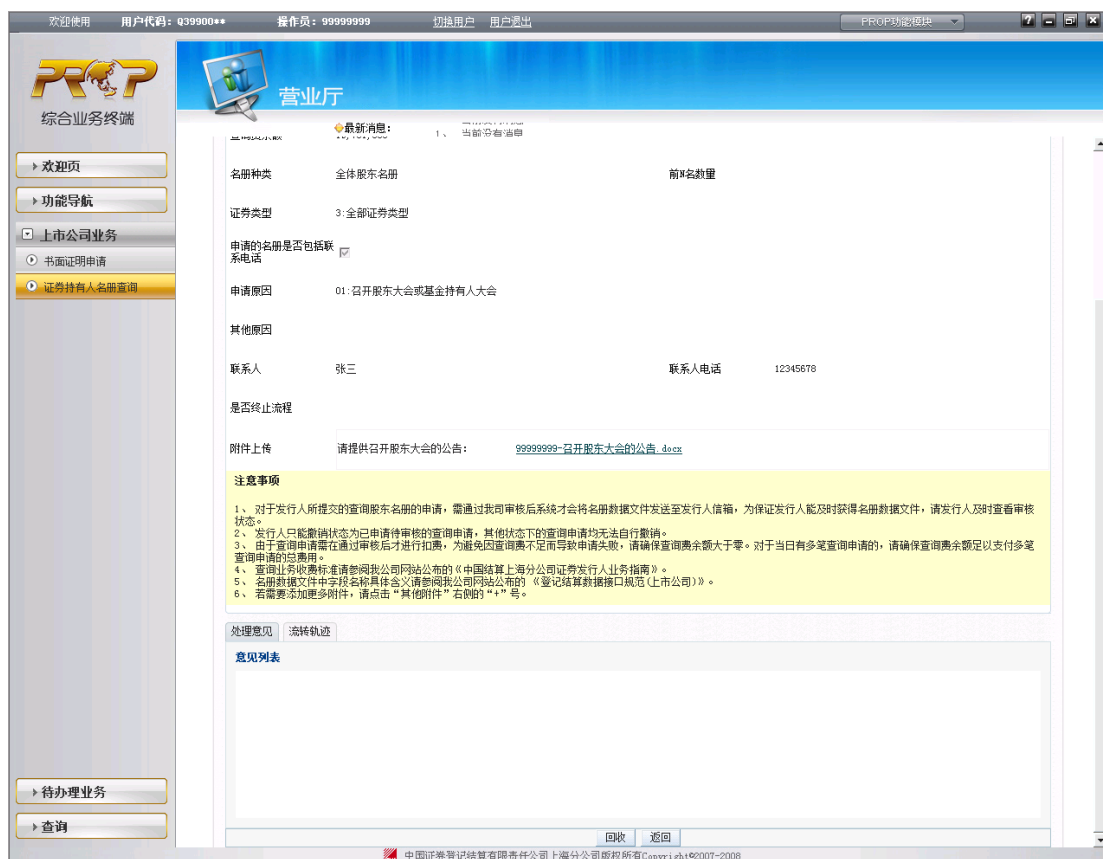 欢迎使用 用户代码：Q39900** 操作员：99999999 切换用户 用户退出 PROP功能模块
PROP
综合业务终端
营业厅
最新消息： 1、 当前没有消息
欢迎页
功能导航
上市公司业务
书面证明申请
证券持有人名册查询
名册种类 全体股东名册 前N名数量
证券类型 3:全部证券类型
申请的名册是否包括联
系电话
申请原因 01:召开股东大会或基金持有人大会
其他原因
联系人 张三 联系人电话 12345678
是否终止流程
附件上传 请提供召开股东大会的公告： 99999999-召开股东大会的公告.docx
注意事项
1、 对于发行人所提交的查询股东名册的申请，需通过我司审核后系统才会将名册数据文件发送至发行人信箱，为保证发行人能及时获得名册数据文件，请发行人及时查看审核
状态。
2、 发行人只能撤销状态为已申请待审核的查询申请，其他状态下的查询申请均无法自行撤销。
3、 由于查询申请需在通过审核后才进行扣费，为避免因查询费不足而导致申请失败，请确保查询费余额大于零。对于当日有多笔查询申请的，请确保查询费余额足以支付多笔
查询申请的总费用。
4、 查询业务收费标准请参阅我公司网站公布的《中国结算上海分公司证券发行人业务指南》。
5、 名册数据文件中字段名称具体含义请参阅我公司网站公布的 《登记结算数据接口规范(上市公司)》。
6、 若需要添加更多附件，请点击“其他附件”右侧的“+”号。
处理意见 流转轨迹
意见列表
待办理业务
查询
回收 返回
中国证券登记结算有限责任公司上海分公司版权所有Copyright©2007-2008